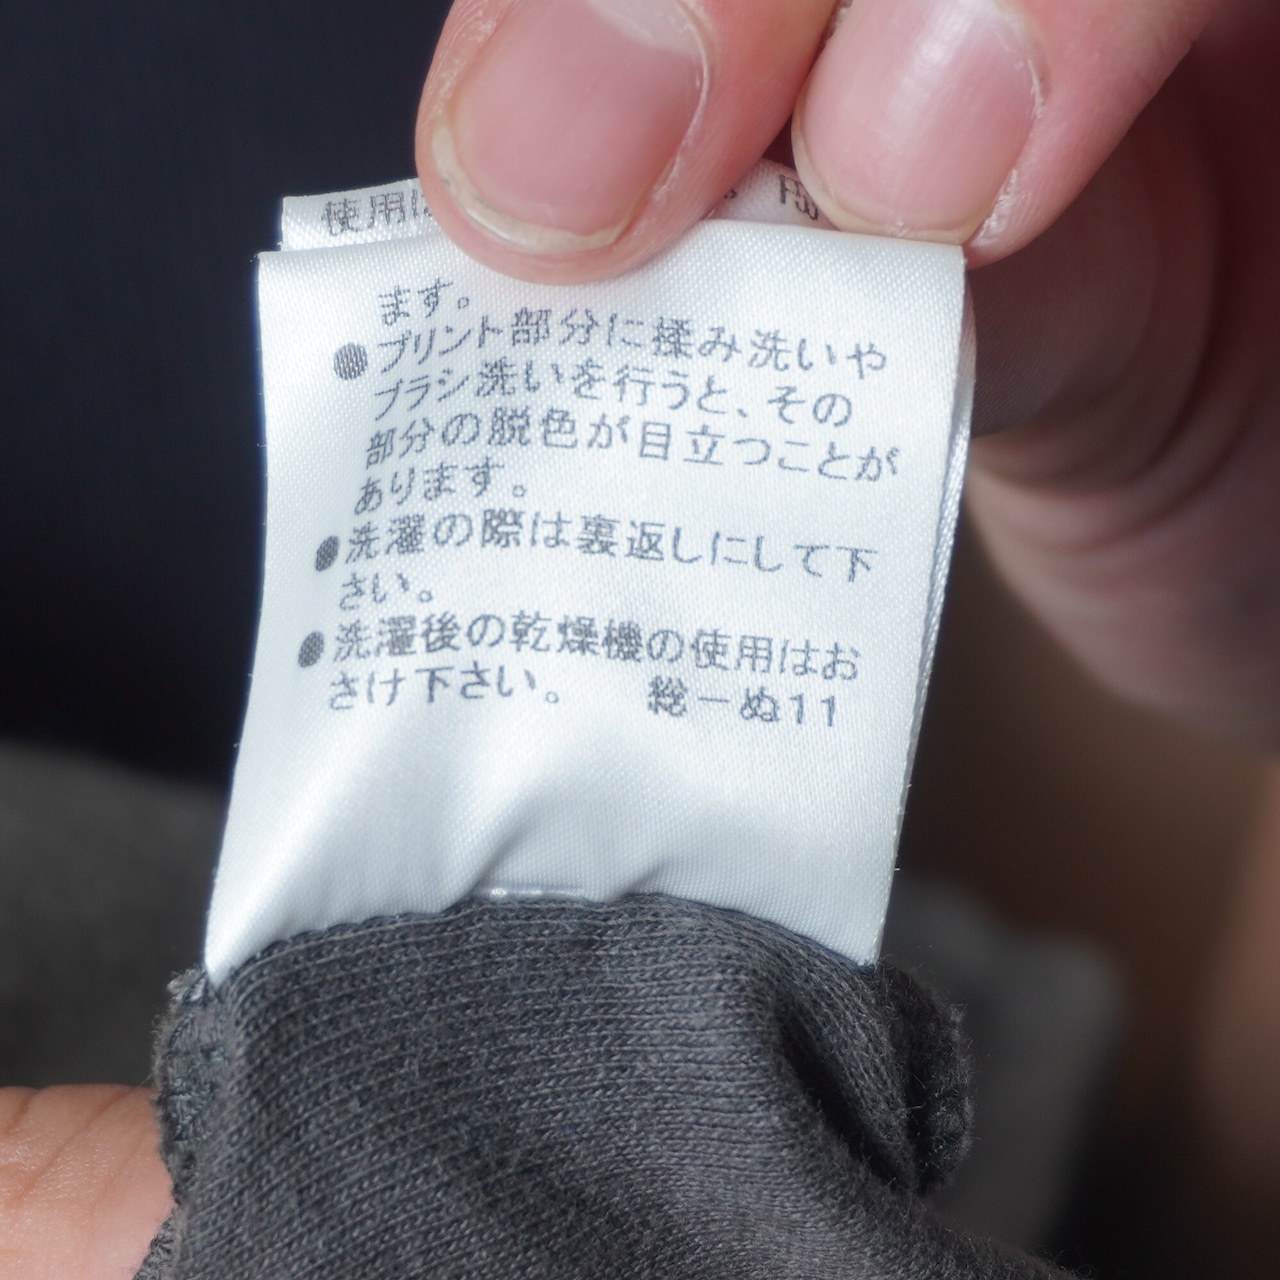 使用は
ます。
●プリント部分に揉み洗いや
ブラシ洗いを行うと、その
部分の脱色が目立つことが
あります。
●洗濯の際は裏返しにして下
さい。
●洗濯後の乾燥機の使用はお
さけ下さい。 総ーぬ11